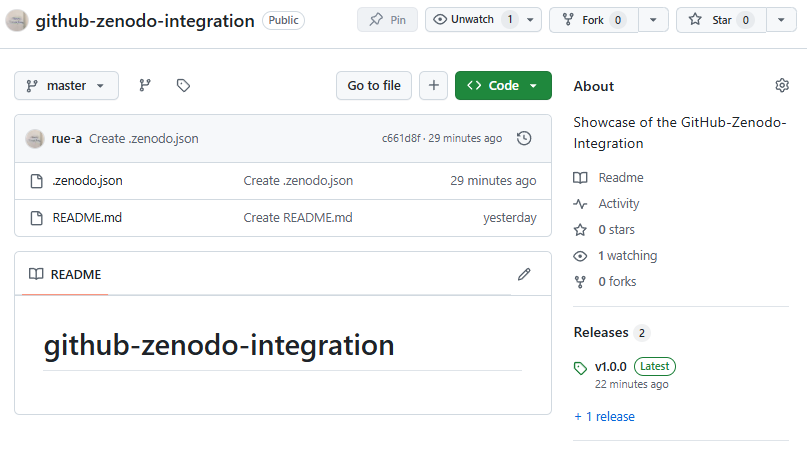 github-zenodo-integration Public Pin Unwatch 1 Fork 0 Star 0
master Go to file + Code
rue-a Create .zenodo.json c661d8f · 29 minutes ago
.zenodo.json Create .zenodo.json 29 minutes ago
README.md Create README.md yesterday
README
github-zenodo-integration
About
Showcase of the GitHub-Zenodo-
Integration
Readme
Activity
0 stars
1 watching
0 forks
Releases 2
v1.0.0 Latest
22 minutes ago
+ 1 release